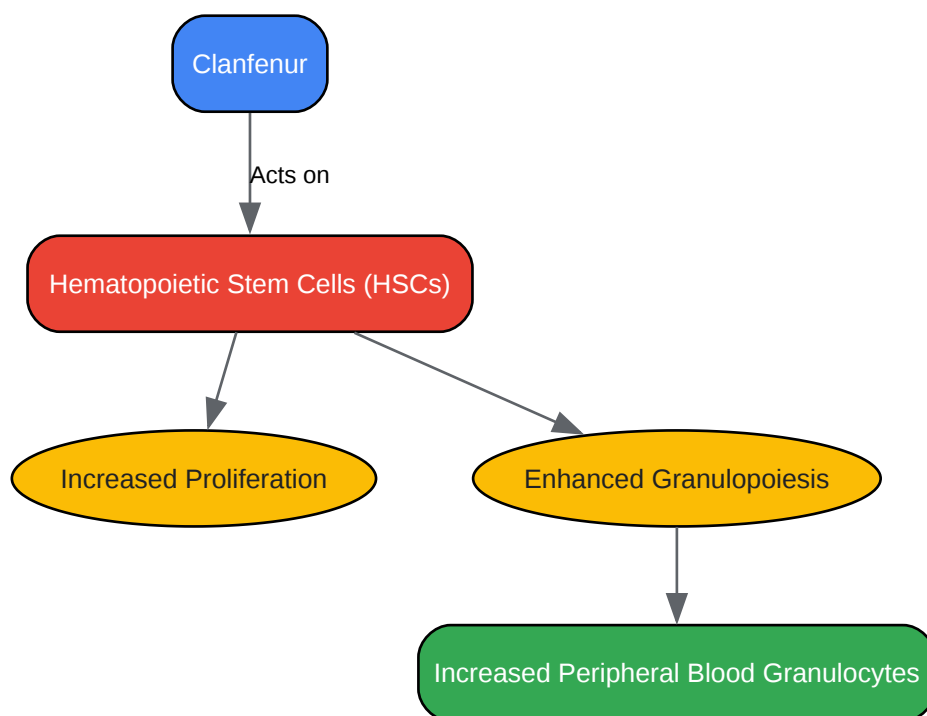 Clanfenur
Acts on
Hematopoietic Stem Cells (HSCs)
Increased Proliferation
Enhanced Granulopoiesis
Increased Peripheral Blood Granulocytes